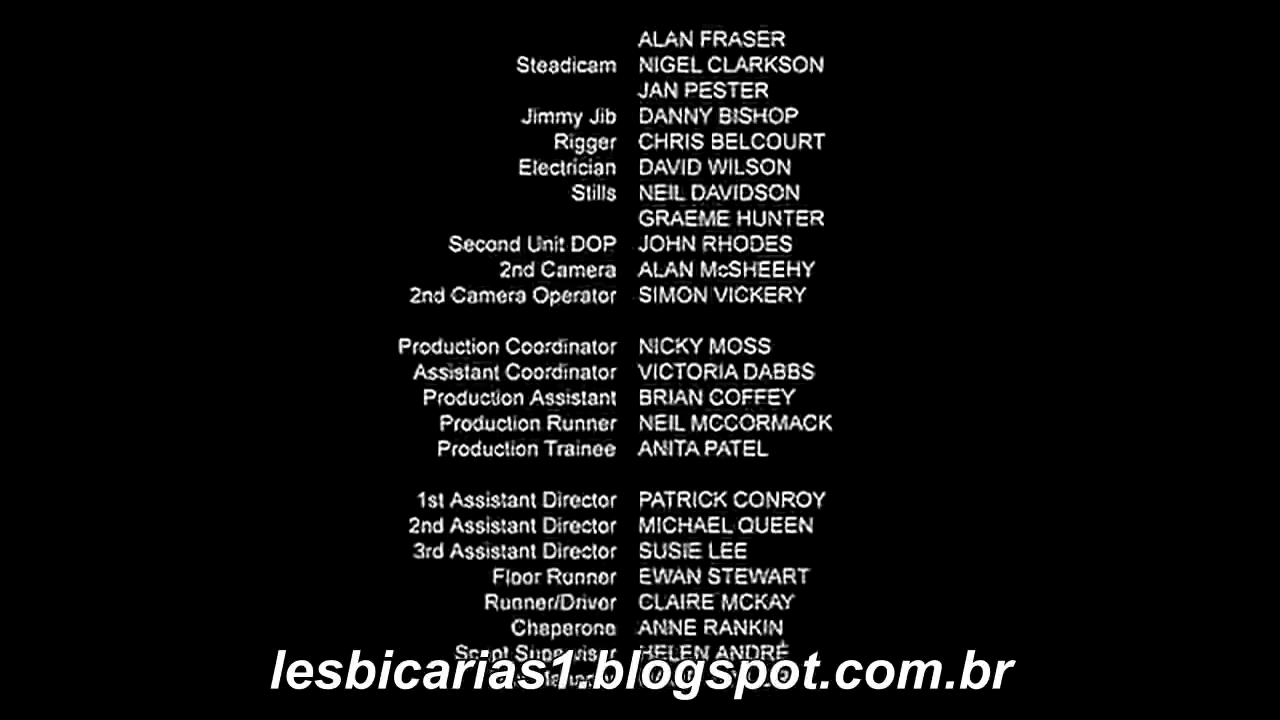 ALAN FRASER
Steadicam NIGEL CLARKSON
JAN PESTER
Jimmy Jib DANNY BISHOP
Rigger CHRIS BELCOURT
Electrician DAVID WILSON
Stills NEIL DAVIDSON
GRAEME HUNTER
Second Unit DOP JOHN RHODES
2nd Camera ALAN McSHEEHY
2nd Camera Operator SIMON VICKERY
Production Coordinator NICKY MOSS
Assistant Coordinator VICTORIA DABBS
Production Assistant BRIAN COFFEY
Production Runner NEIL MCCORMACK
Production Trainee ANITA PATEL
1st Assistant Director PATRICK CONROY
2nd Assistant Director MICHAEL QUEEN
3rd Assistant Director SUSIE LEE
Floor Runner EWAN STEWART
Runner/Driver CLAIRE MCKAY
Chaperone ANNE RANKIN
Script Supervisor HELEN ANDRÉ
lesbicarias1.blogspot.com.br